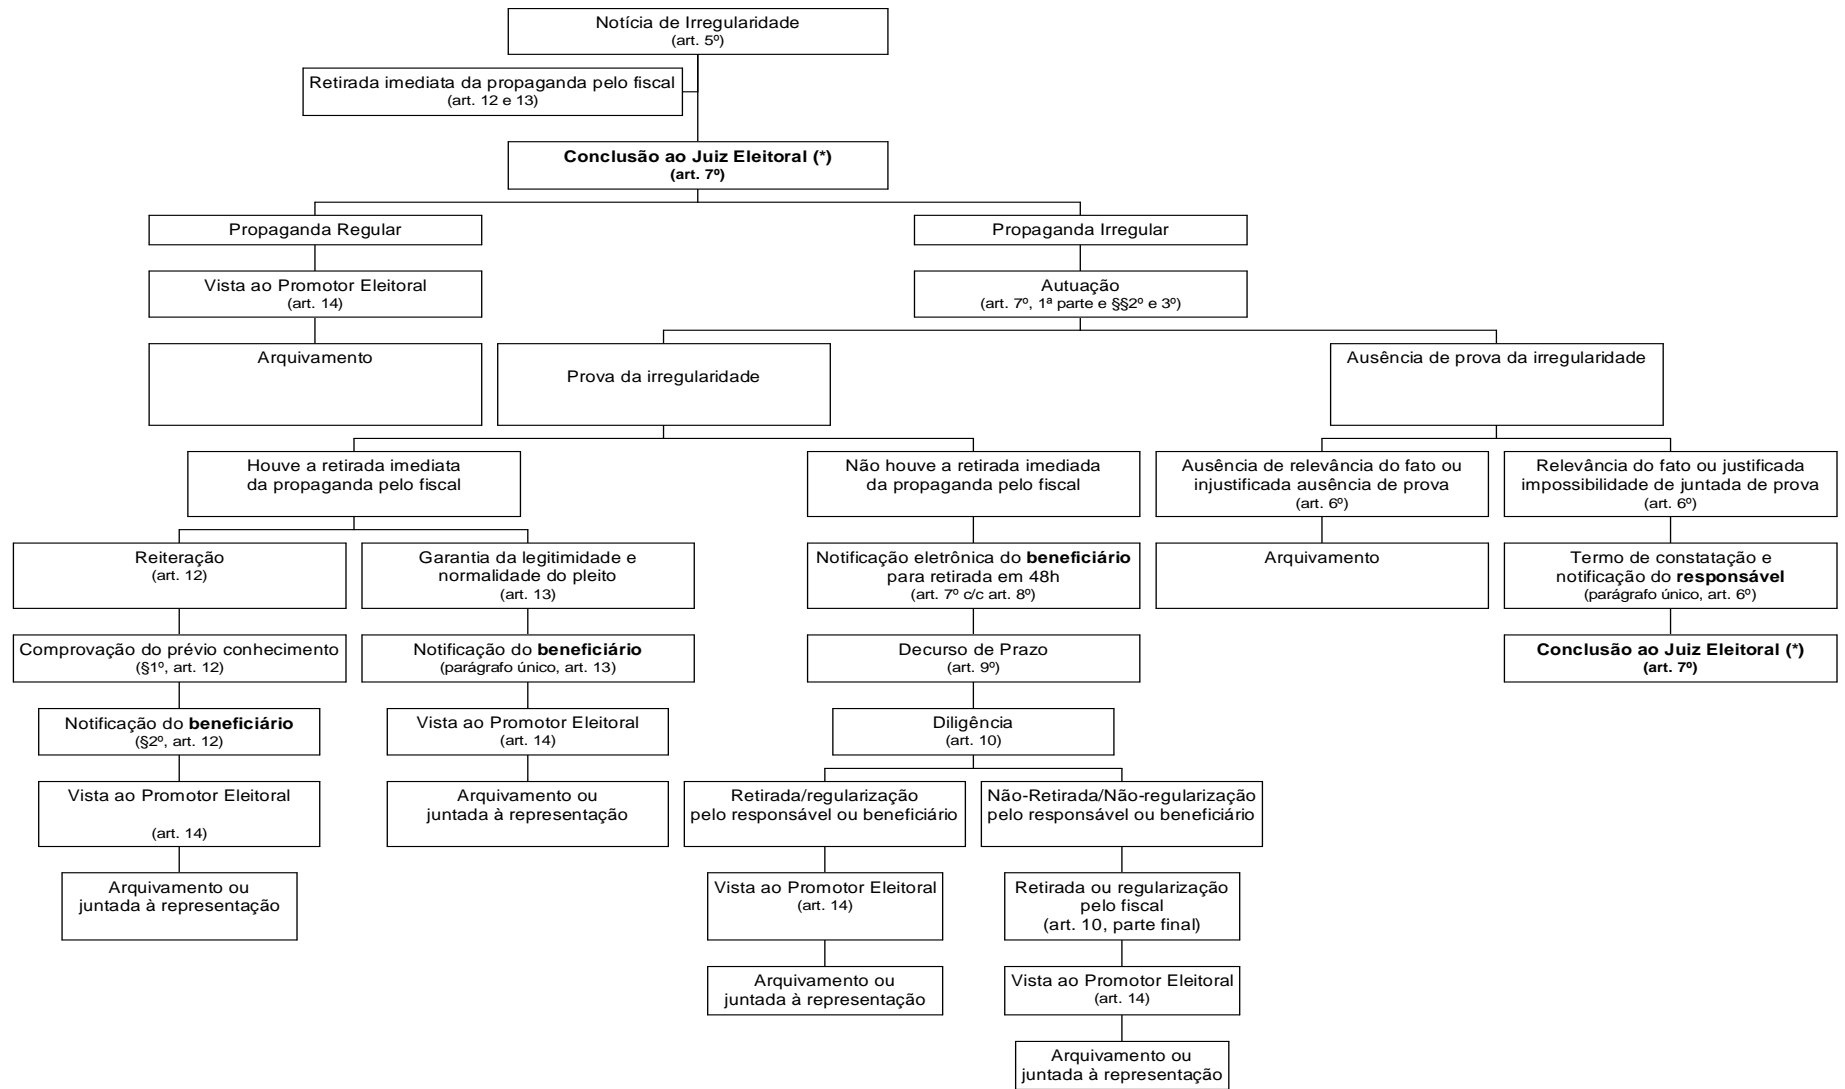 Notícia de Irregularidade
(art. 5º)
Retirada imediata da propaganda pelo fiscal
(art. 12 e 13)
Conclusão ao Juiz Eleitoral (*)
(art. 7º)
Propaganda Regular
Propaganda Irregular
Vista ao Promotor Eleitoral
(art. 14)
Autuação
(art. 7º, 1ª parte e §§2º e 3º)
Arquivamento
Prova da irregularidade
Ausência de prova da irregularidade
Houve a retirada imediata
da propaganda pelo fiscal
Não houve a retirada imediada
da propaganda pelo fiscal
Ausência de relevância do fato ou
injustificada ausência de prova
(art. 6º)
Relevância do fato ou justificada
impossibilidade de juntada de prova
(art. 6º)
Reiteração
(art. 12)
Garantia da legitimidade e
normalidade do pleito
(art. 13)
Notificação eletrônica do beneficiário
para retirada em 48h
(art. 7º c/c art. 8º)
Arquivamento
Termo de constatação e
notificação do responsável
(parágrafo único, art. 6º)
Comprovação do prévio conhecimento
(§1º, art. 12)
Notificação do beneficiário
(parágrafo único, art. 13)
Decurso de Prazo
(art. 9º)
Conclusão ao Juiz Eleitoral (*)
(art. 7º)
Notificação do beneficiário
(§2º, art. 12)
Vista ao Promotor Eleitoral
(art. 14)
Diligência
(art. 10)
Vista ao Promotor Eleitoral
(art. 14)
Arquivamento ou
juntada à representação
Retirada/regularização
pelo responsável ou beneficiário
Não-Retirada/Não-regularização
pelo responsável ou beneficiário
Arquivamento ou
juntada à representação
Vista ao Promotor Eleitoral
(art. 14)
Retirada ou regularização
pelo fiscal
(art. 10, parte final)
Arquivamento ou
juntada à representação
Vista ao Promotor Eleitoral
(art. 14)
Arquivamento ou
juntada à representação